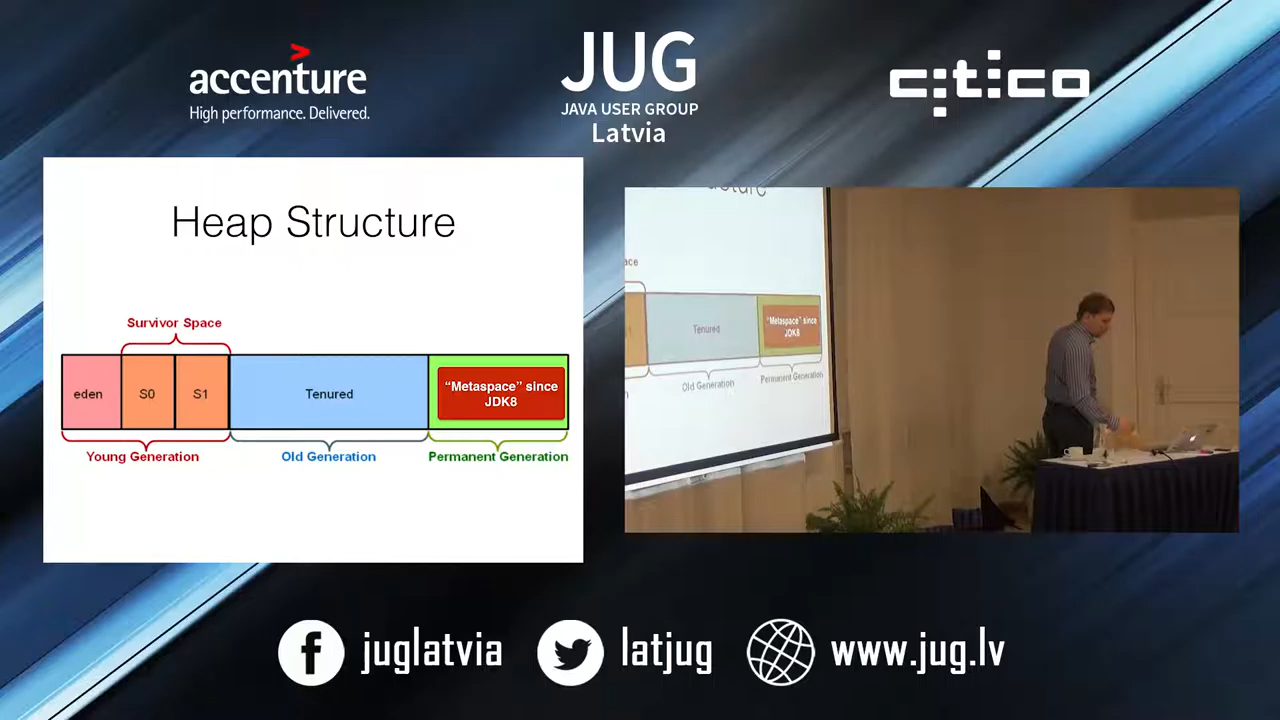 accenture
High performance. Delivered.
JUG
JAVA USER GROUP
Latvia
citico
Heap Structure
Survivor Space
eden
S0
S1
Tenured
“Metaspace” since
JDK8
Young Generation
Old Generation
Permanent Generation
Tenured
“Metaspace” since
JDK8
Old Generation
Permanent Generation
juglatvia
latjug
www.jug.lv